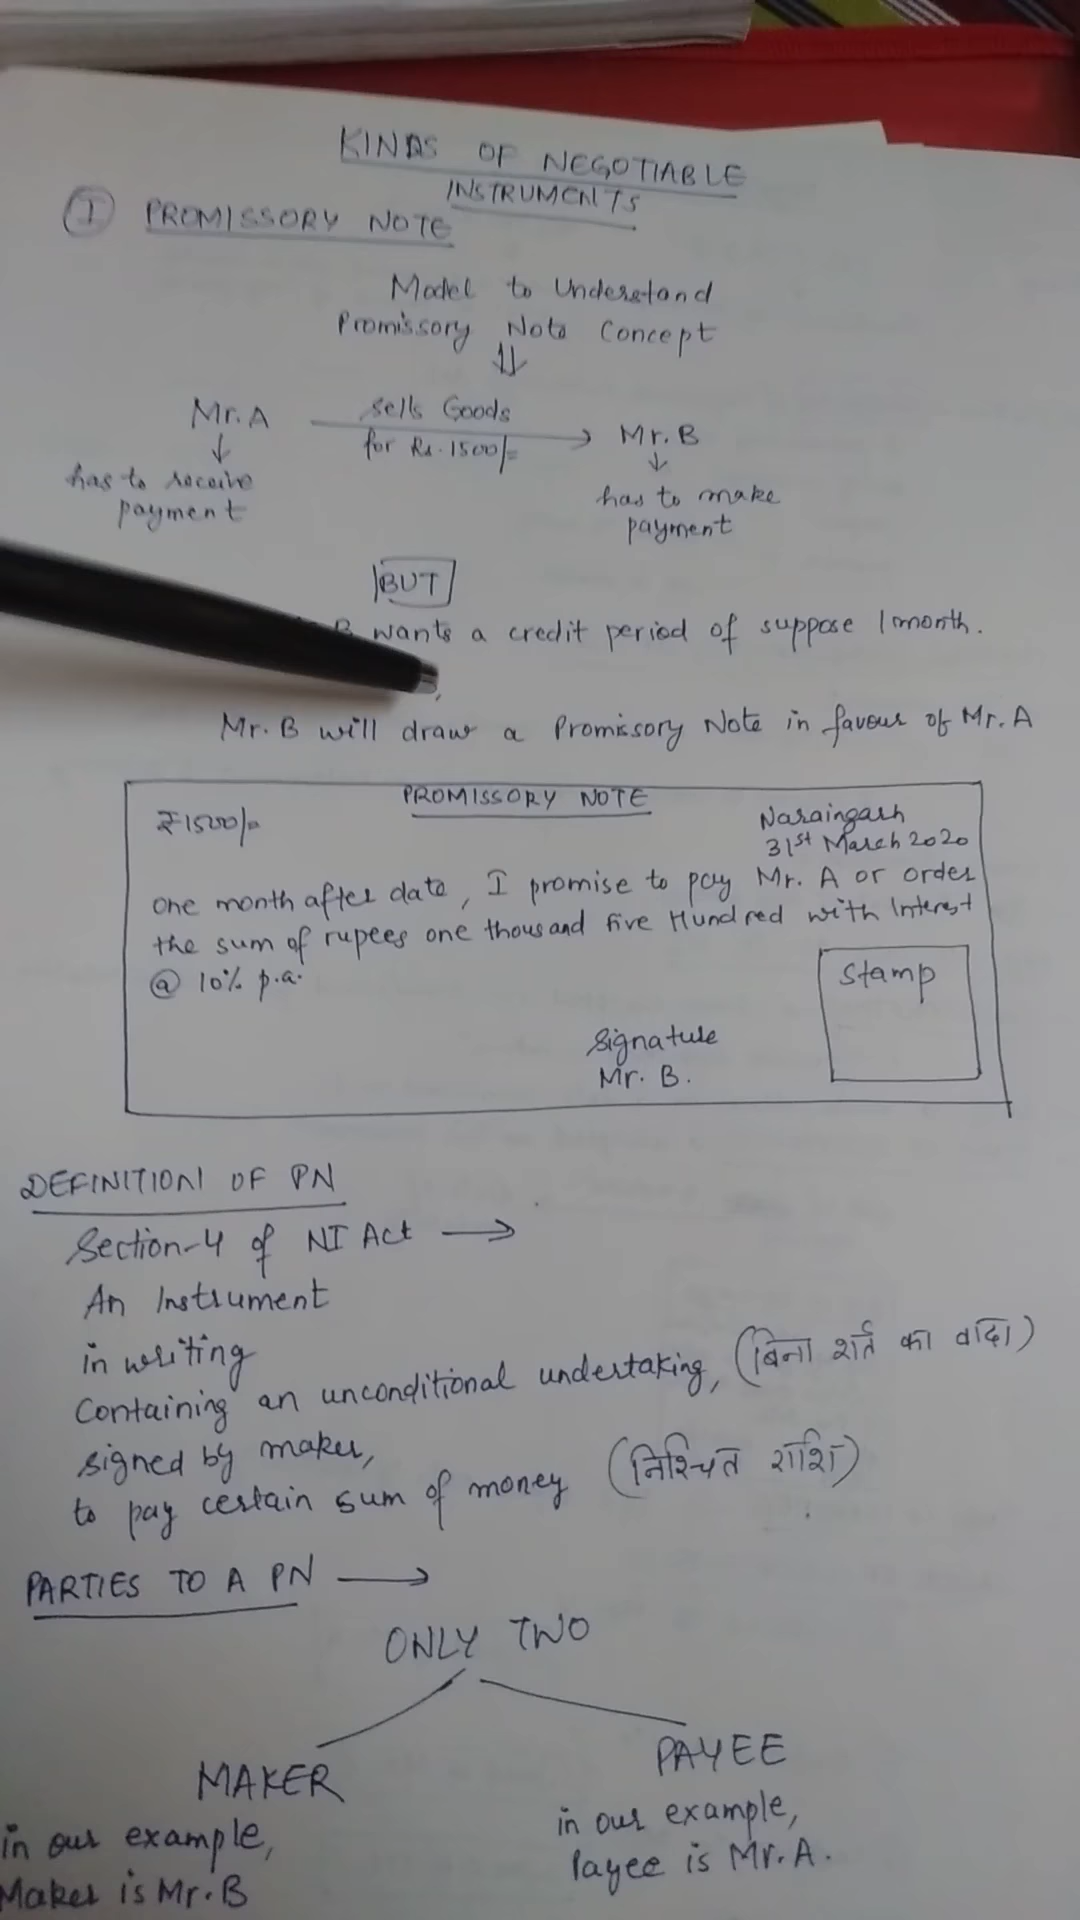 KINDS OF NEGOTIABLE
INSTRUMENTS
I PROMISSORY NOTE
Model to Understand
Promissory Note Concept
Mr. A
sells Goods
for Rs. 1500/=
Mr. B
has to receive
payment
has to make
payment
BUT
B wants a credit period of suppose 1 month.
Mr. B will draw a Promissory Note in favour of Mr. A
PROMISSORY NOTE
₹1500/=
Naraingarh
31st March 2020
one month after date, I promise to pay Mr. A or order
the sum of rupees one thousand five Hundred with Interest
@ 10% p.a.
Stamp
Signature
Mr. B.
DEFINITION OF PN
Section-4 of NI Act
An Instrument
in writing
Containing an unconditional undertaking, (बिना शर्त का वादा)
signed by maker,
to pay certain sum of money (निश्चित राशि)
PARTIES TO A PN
ONLY TWO
MAKER
in our example,
Maker is Mr. B
PAYEE
in our example,
Payee is Mr. A.